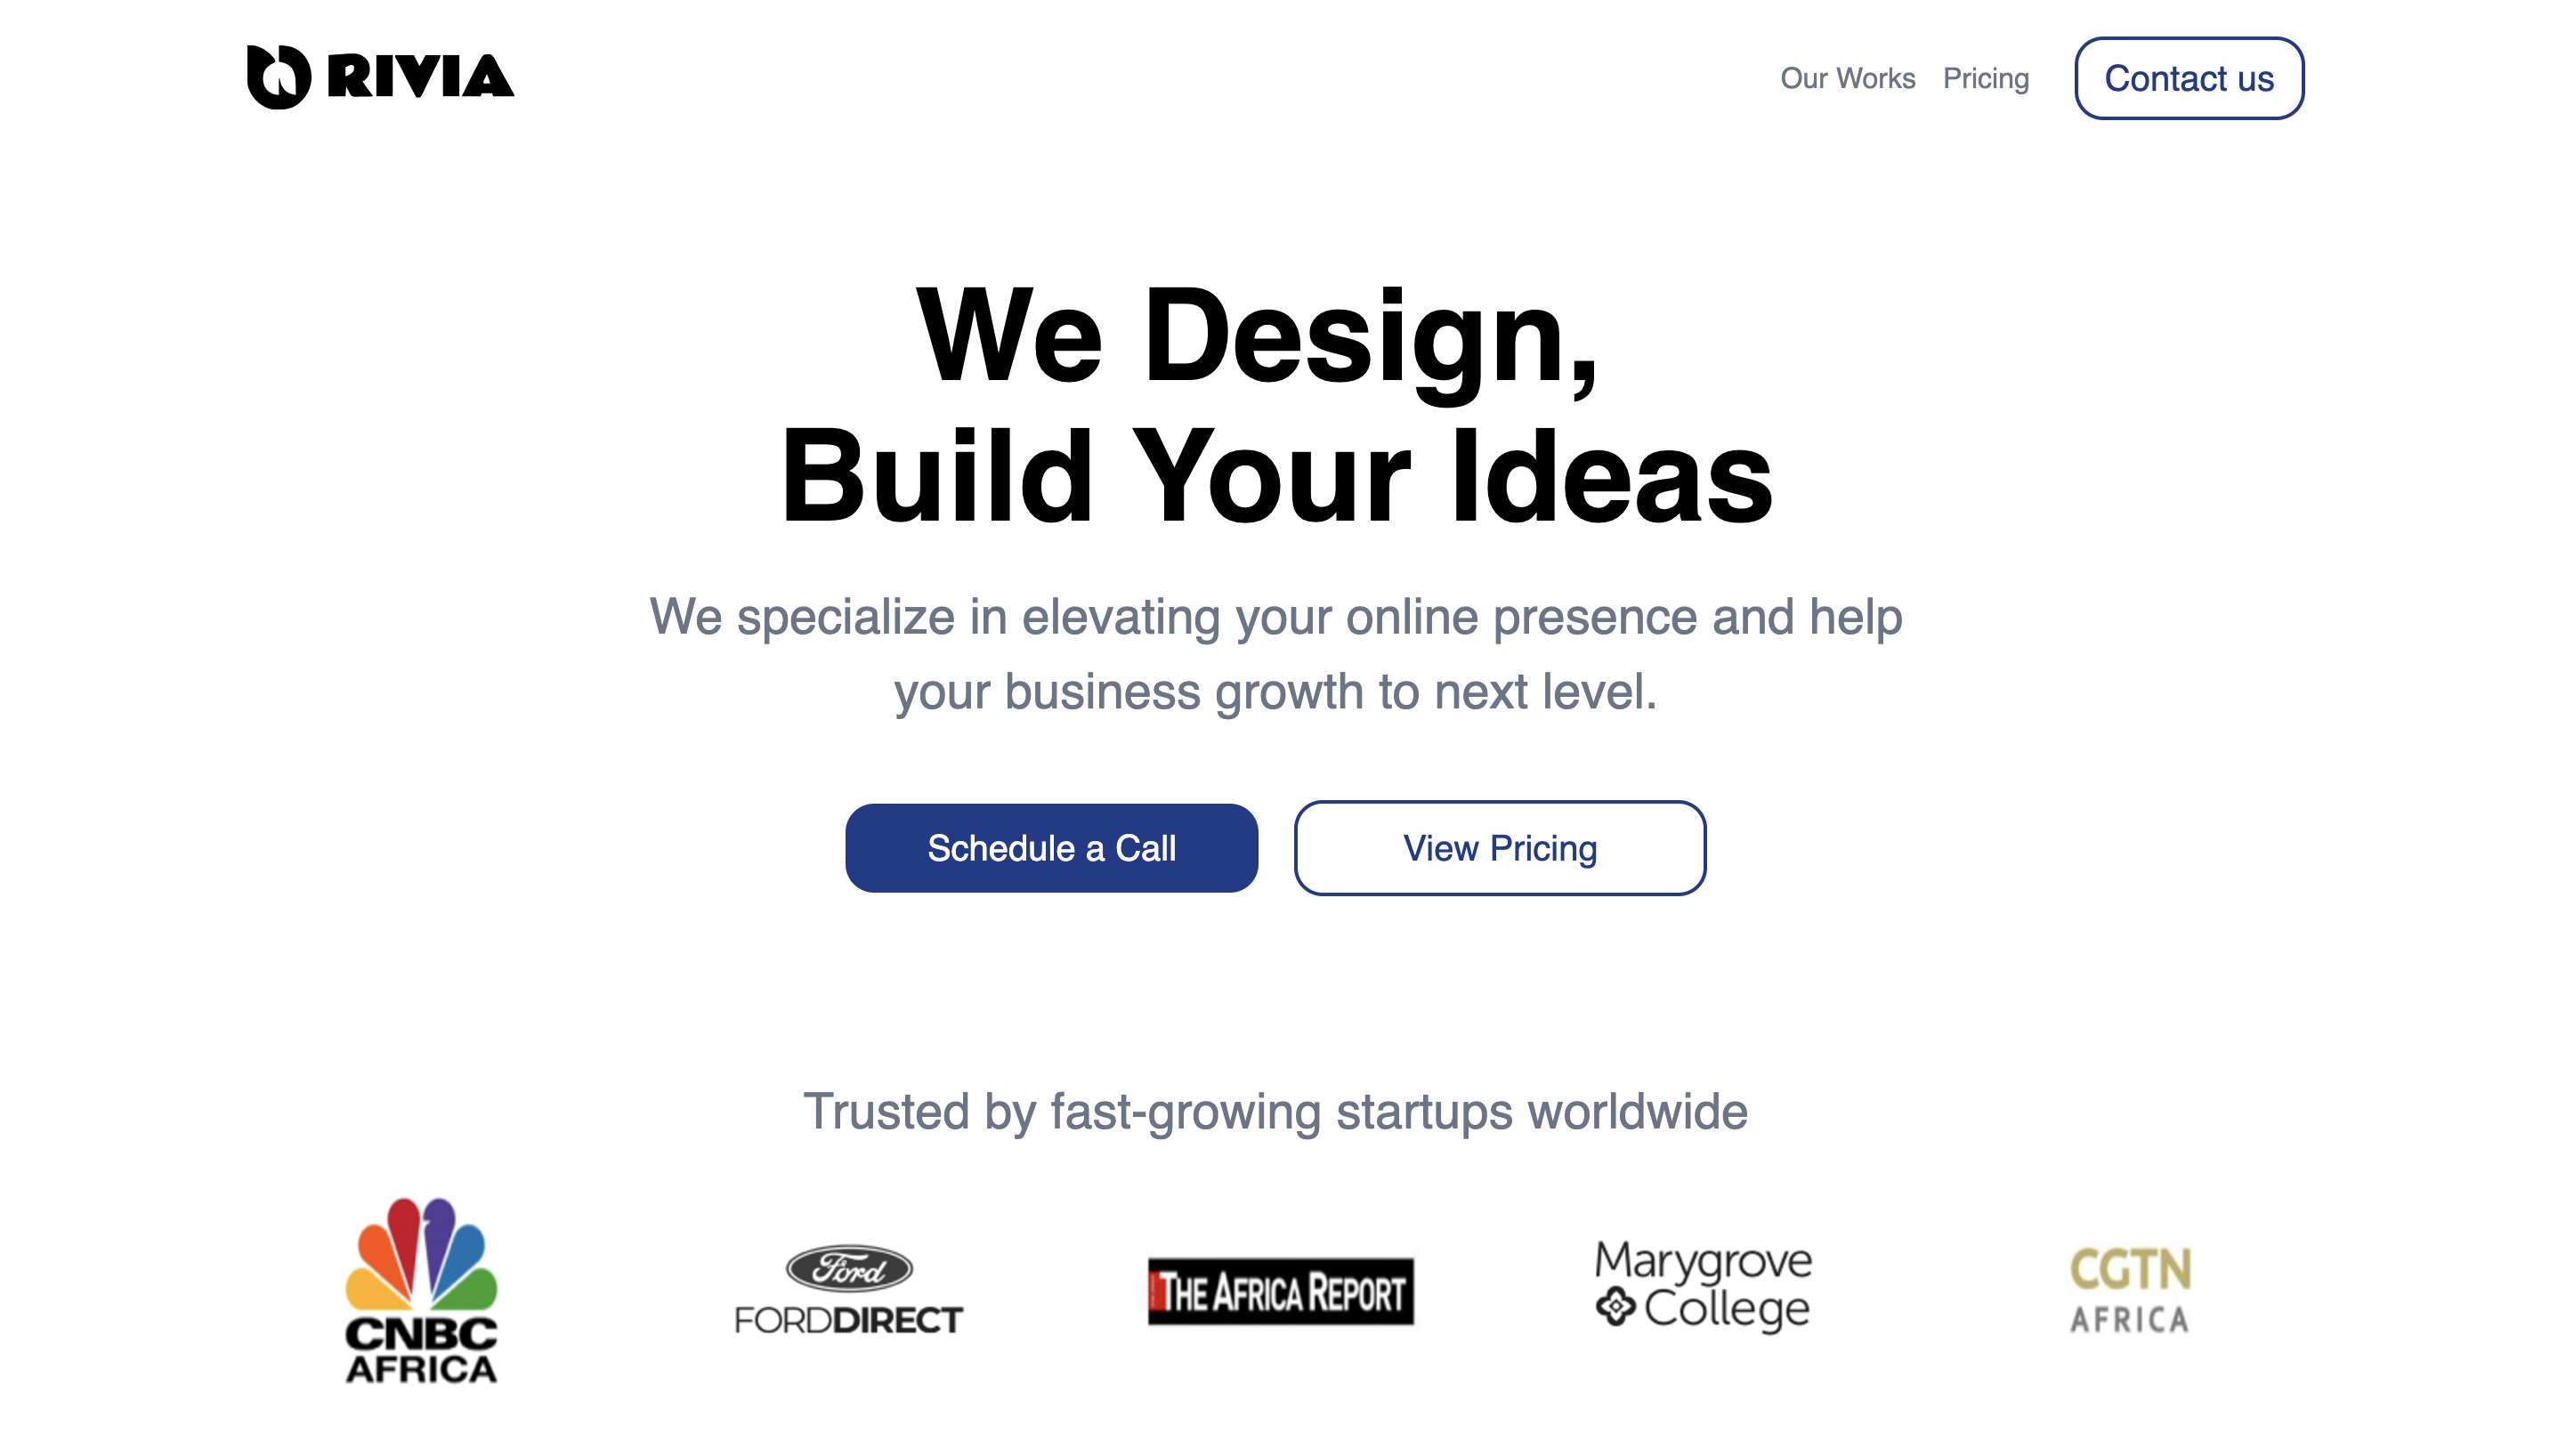 RIVIA
Our Works
Pricing
Contact us
We Design,
Build Your Ideas
We specialize in elevating your online presence and help
your business growth to next level.
Schedule a Call
View Pricing
Trusted by fast-growing startups worldwide
CNBC
AFRICA
Ford
FORDDIRECT
THE AFRICA REPORT
Marygrove
College
CGTN
AFRICA